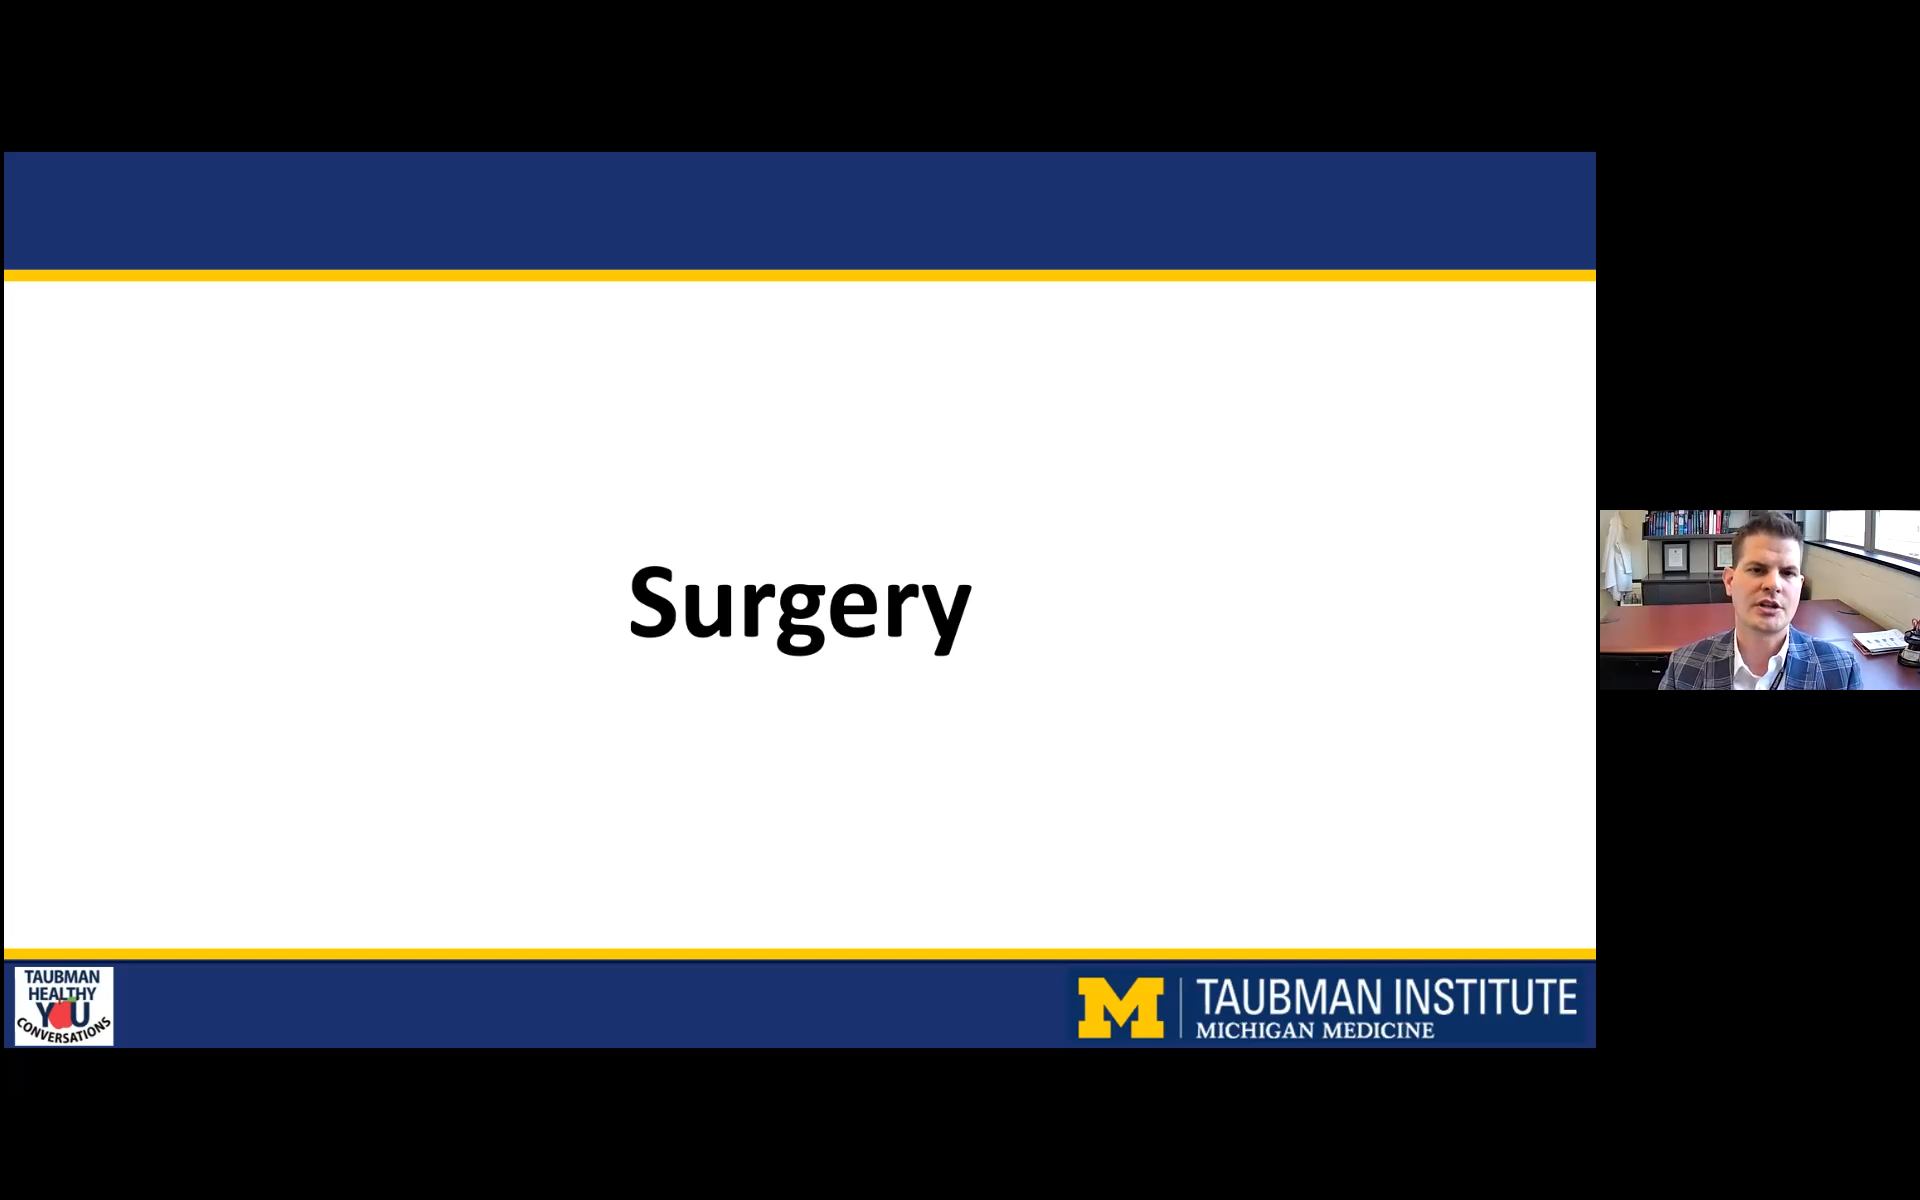 Surgery
TAUBMAN
HEALTHY
YOU
CONVERSATIONS
M
TAUBMAN INSTITUTE
MICHIGAN MEDICINE